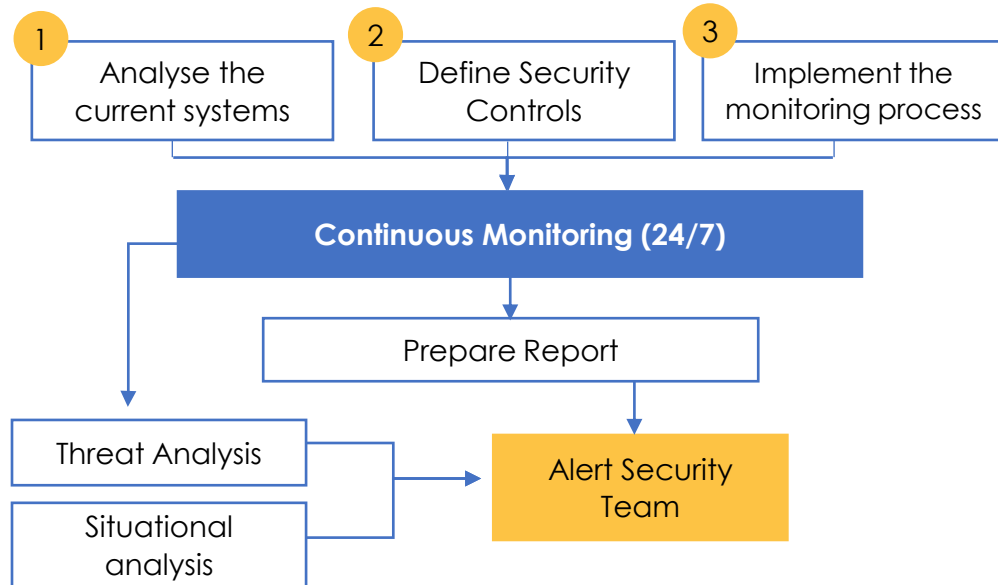 1
Analyse the
current systems
2
Define Security
Controls
3
Implement the
monitoring process
Continuous Monitoring (24/7)
Prepare Report
Threat Analysis
Alert Security
Team
Situational
analysis